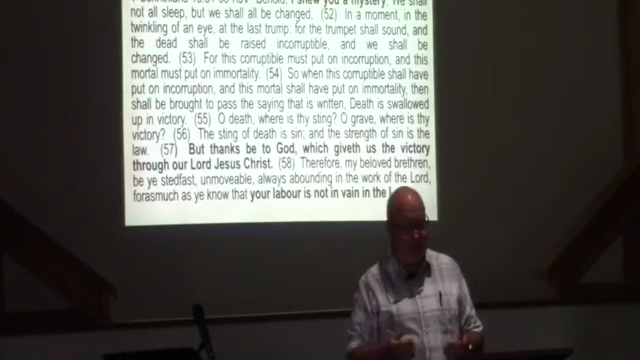 I shew you a mystery; We shall
not all sleep, but we shall all be changed. (52) In a moment, in the
twinkling of an eye, at the last trump: for the trumpet shall sound, and
the dead shall be raised incorruptible, and we shall be
changed. (53) For this corruptible must put on incorruption, and this
mortal must put on immortality. (54) So when this corruptible shall have
put on incorruption, and this mortal shall have put on immortality, then
shall be brought to pass the saying that is written, Death is swallowed
up in victory. (55) O death, where is thy sting? O grave, where is thy
victory? (56) The sting of death is sin; and the strength of sin is the
law. (57) But thanks be to God, which giveth us the victory
through our Lord Jesus Christ. (58) Therefore, my beloved brethren,
be ye stedfast, unmoveable, always abounding in the work of the Lord,
forasmuch as ye know that your labour is not in vain in the